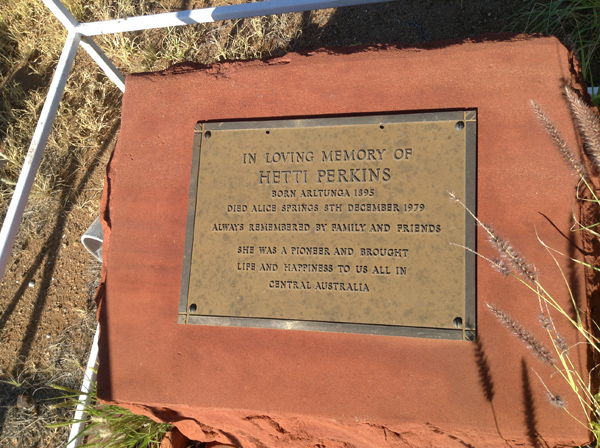 IN LOVING MEMORY OF
HETTI PERKINS
BORN ARLTUNGA 1895
DIED ALICE SPRINGS 8TH DECEMBER 1979
ALWAYS REMEMBERED BY FAMILY AND FRIENDS
SHE WAS A PIONEER AND BROUGHT
LIFE AND HAPPINESS TO US ALL IN
CENTRAL AUSTRALIA